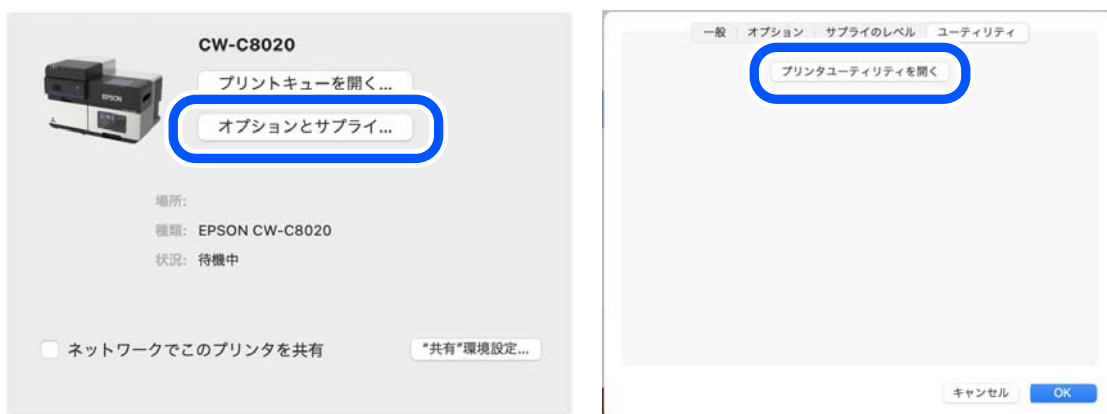 CW-C8020
プリントキューを開く...
EPSON
オプションとサプライ...
場所:
種類: EPSON CW-C8020
状況: 待機中
ネットワークでこのプリンタを共有
"共有"環境設定...
一般 オプション サプライのレベル ユーティリティ
プリンタユーティリティを開く
キャンセル OK